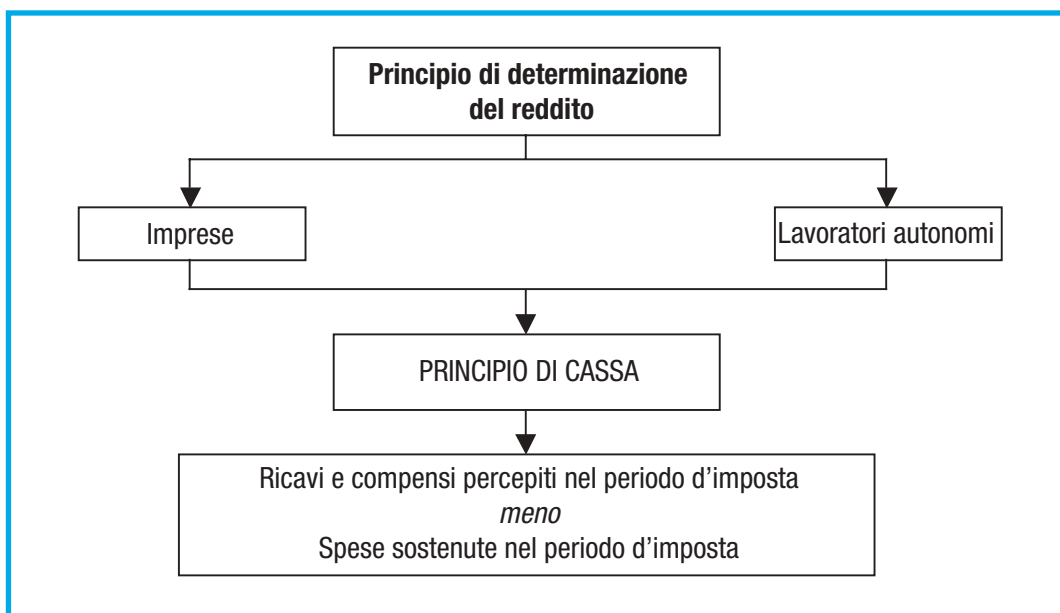 Principio di determinazione
del reddito
Imprese
Lavoratori autonomi
PRINCIPIO DI CASSA
Ricavi e compensi percepiti nel periodo d’imposta
meno
Spese sostenute nel periodo d’imposta